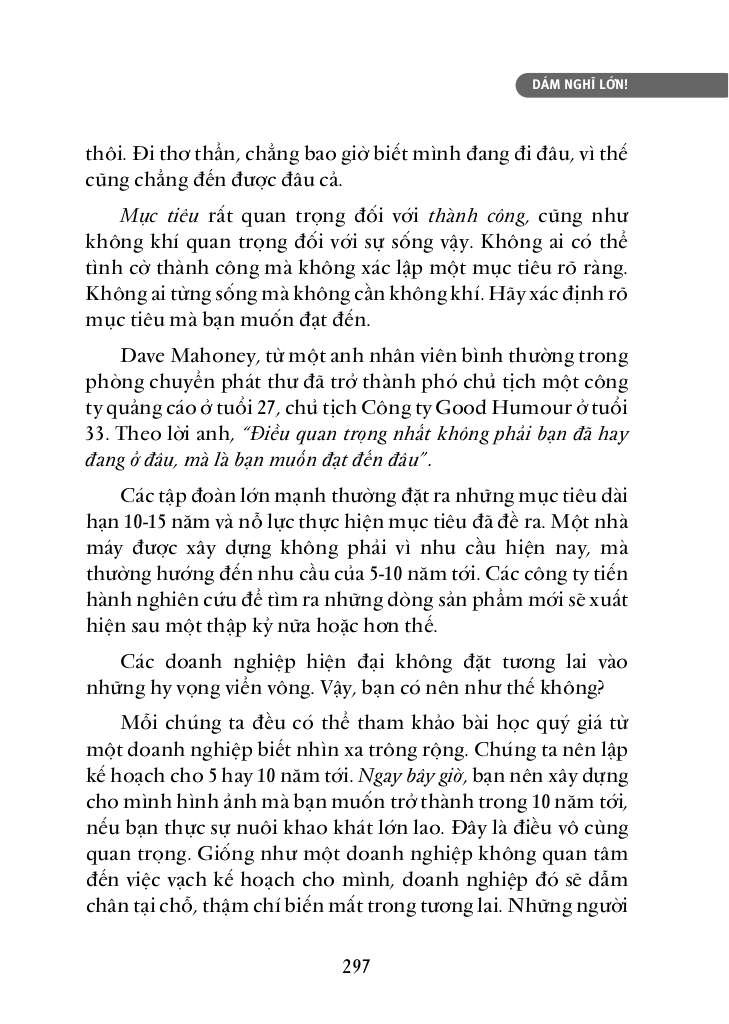 DÁM NGHĨ LỚN!
thôi. Đi thơ thẩn, chẳng bao giờ biết mình đang đi đâu, vì thế
cũng chẳng đến được đâu cả.
Mục tiêu rất quan trọng đối với thành công, cũng như
không khí quan trọng đối với sự sống vậy. Không ai có thể
tình cờ thành công mà không xác lập một mục tiêu rõ ràng.
Không ai từng sống mà không cần không khí. Hãy xác định rõ
mục tiêu mà bạn muốn đạt đến.
Dave Mahoney, từ một anh nhân viên bình thường trong
phòng chuyển phát thư đã trở thành phó chủ tịch một công
ty quảng cáo ở tuổi 27, chủ tịch Công ty Good Humour ở tuổi
33. Theo lời anh, “Điều quan trọng nhất không phải bạn đã hay
đang ở đâu, mà là bạn muốn đạt đến đâu”.
Các tập đoàn lớn mạnh thường đặt ra những mục tiêu dài
hạn 10-15 năm và nỗ lực thực hiện mục tiêu đã đề ra. Một nhà
máy được xây dựng không phải vì nhu cầu hiện nay, mà
thường hướng đến nhu cầu của 5-10 năm tới. Các công ty tiến
hành nghiên cứu để tìm ra những dòng sản phẩm mới sẽ xuất
hiện sau một thập kỷ nữa hoặc hơn thế.
Các doanh nghiệp hiện đại không đặt tương lai vào
những hy vọng viển vông. Vậy, bạn có nên như thế không?
Mỗi chúng ta đều có thể tham khảo bài học quý giá từ
một doanh nghiệp biết nhìn xa trông rộng. Chúng ta nên lập
kế hoạch cho 5 hay 10 năm tới. Ngay bây giờ, bạn nên xây dựng
cho mình hình ảnh mà bạn muốn trở thành trong 10 năm tới,
nếu bạn thực sự nuôi khao khát lớn lao. Đây là điều vô cùng
quan trọng. Giống như một doanh nghiệp không quan tâm
đến việc vạch kế hoạch cho mình, doanh nghiệp đó sẽ dẫm
chân tại chỗ, thậm chí biến mất trong tương lai. Những người
297